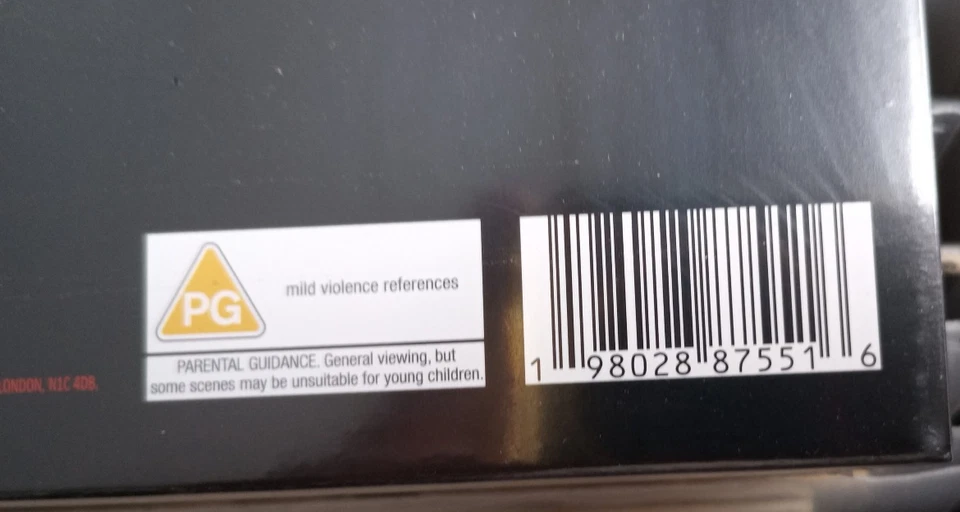 PG
mild violence references
PARENTAL GUIDANCE. General viewing, but
some scenes may be unsuitable for young children.
LONDON, N1C 4DB.
1 98028 87551 6